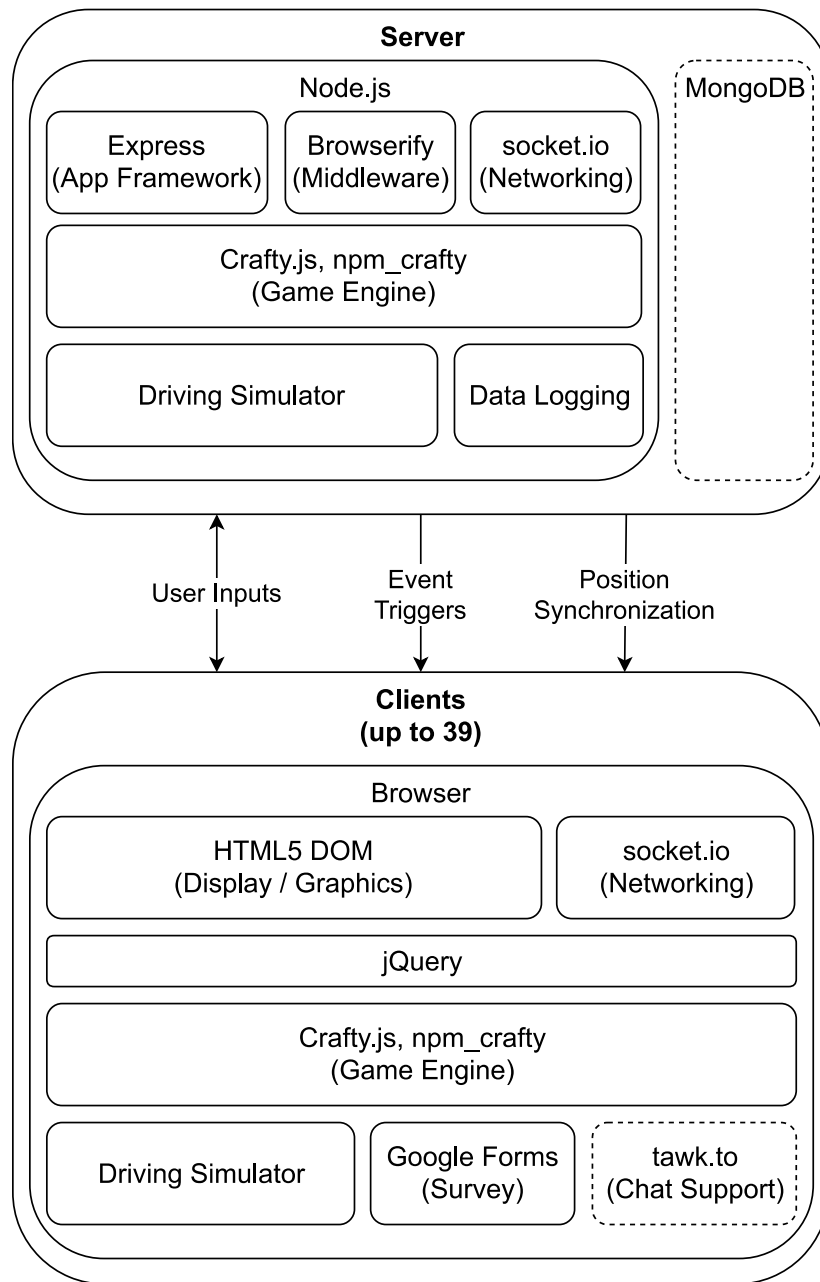 Server
Node.js
MongoDB
Express
(App Framework)
Browserify
(Middleware)
socket.io
(Networking)
Crafty.js, npm_crafty
(Game Engine)
Driving Simulator
Data Logging
User Inputs
Event
Triggers
Position
Synchronization
Clients
(up to 39)
Browser
HTML5 DOM
(Display / Graphics)
socket.io
(Networking)
jQuery
Crafty.js, npm_crafty
(Game Engine)
Driving Simulator
Google Forms
(Survey)
tawk.to
(Chat Support)